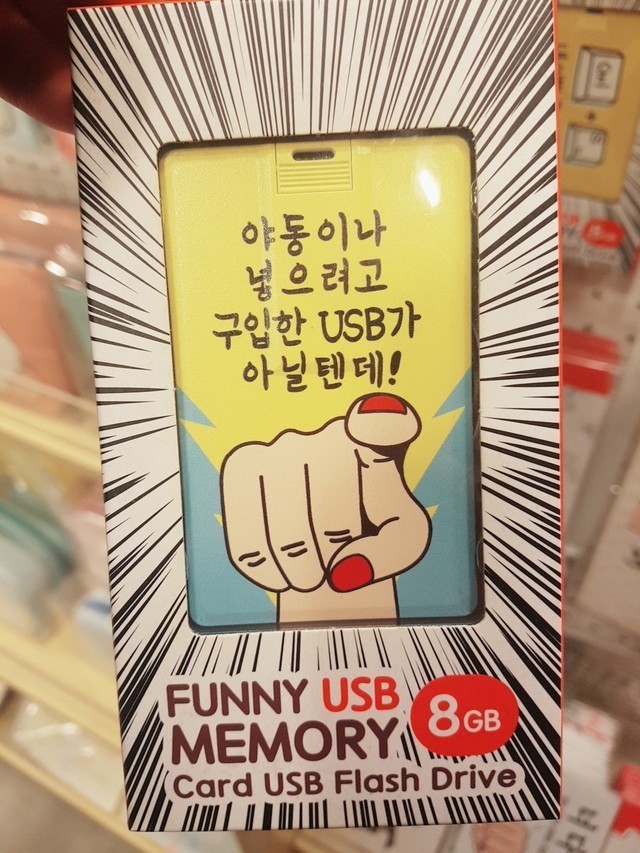 야동이나
넣으려고
구입한 USB가
아닐텐데!
FUNNY USB
MEMORY
8GB
Card USB Flash Drive